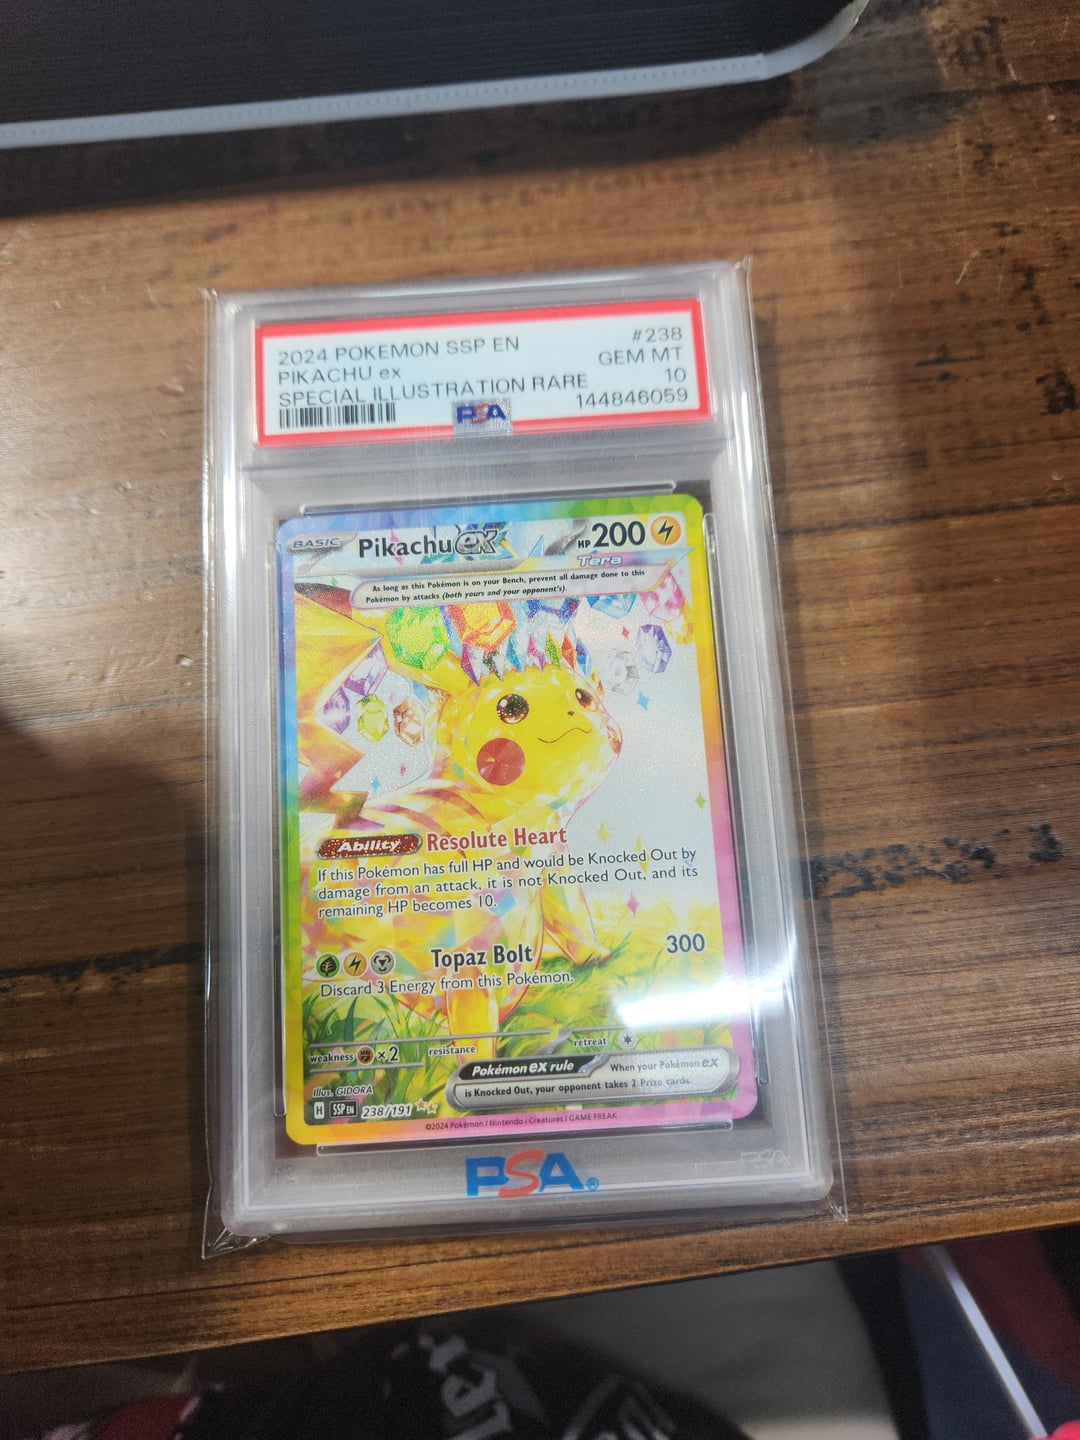 2024 POKEMON SSP EN #238
PIKACHU ex GEM MT
SPECIAL ILLUSTRATION RARE 10
PSA 144846059
BASIC Pikachu ex HP 200
Tera
As long as this Pokémon is on your Bench, prevent all damage done to this
Pokémon by attacks (both yours and your opponent's).
Ability Resolute Heart
If this Pokémon has full HP and would be Knocked Out by
damage from an attack, it is not Knocked Out, and its
remaining HP becomes 10.
Topaz Bolt 300
Discard 3 Energy from this Pokémon.
weakness ×2 resistance retreat
Pokémon ex rule When your Pokémon ex
is Knocked Out, your opponent takes 2 Prize cards.
Illus. GIDORA
H SSP EN 238/191
©2024 Pokémon / Nintendo / Creatures / GAME FREAK
PSA
PSA